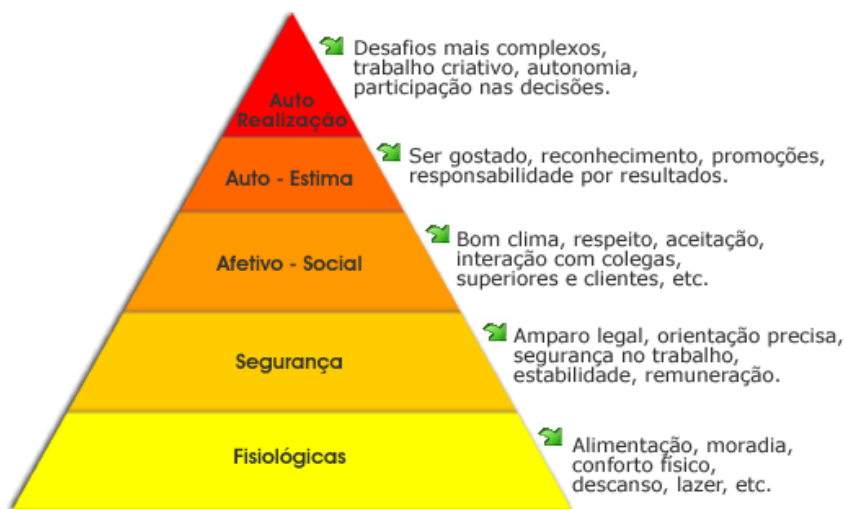 Desafios mais complexos,
trabalho criativo, autonomia,
participação nas decisões.
Auto
Realização
Ser gostado, reconhecimento, promoções,
responsabilidade por resultados.
Auto - Estima
Bom clima, respeito, aceitação,
interação com colegas,
superiores e clientes, etc.
Afetivo - Social
Amparo legal, orientação precisa,
segurança no trabalho,
estabilidade, remuneração.
Segurança
Alimentação, moradia,
conforto físico,
descanso, lazer, etc.
Fisiológicas